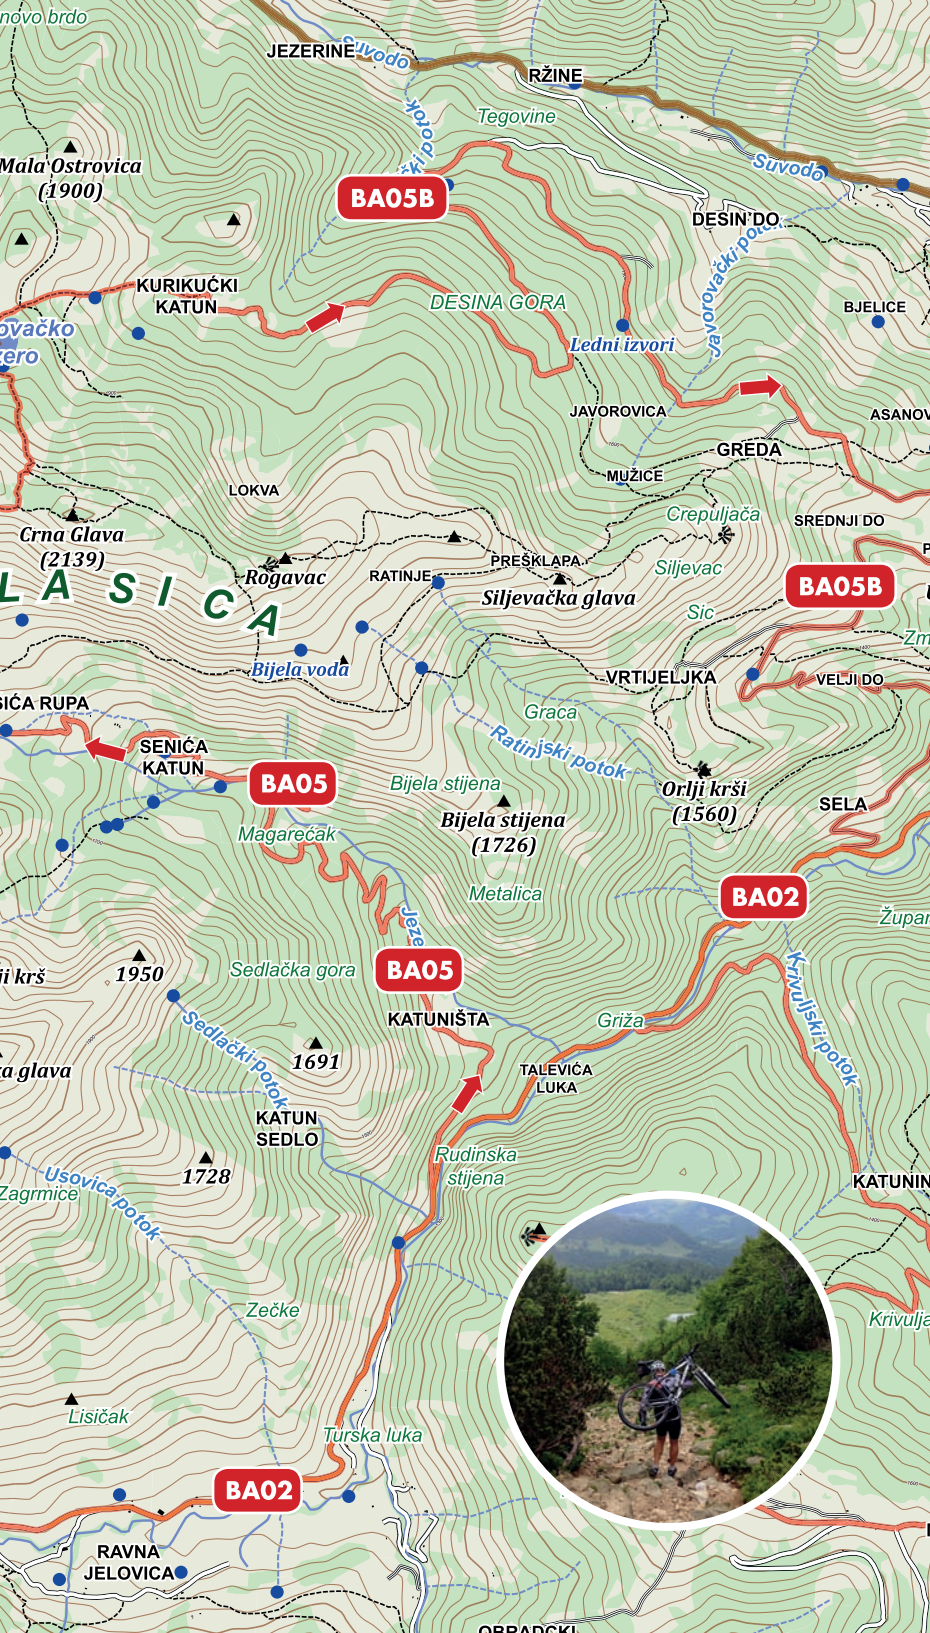 novo brdo
JEZERINE
Suvodo
RŽINE
Tegovine
Suvodo
Mala Ostrovica
(1900)
BA05B
DESIN DO
KURIKUĆKI
KATUN
DESINA GORA
Javorovački potok
BJELICE
Ledni izvori
JAVOROVICA
GREDA
MUŽICE
LOKVA
Crepuljača
SREDNJI DO
Crna Glava
(2139)
PREŠKLAPA
Rogavac
RATINJE
Siljevac
BA05B
LASICA
Siljevačka glava
Sic
Bijela voda
VRTIJELJKA
VELJI DO
SENIĆA
KATUN
Graca
Ratinjski potok
BA05
Bijela stijena
Orlji krši
(1560)
Bijela stijena
(1726)
SELA
Magarećak
Metalica
BA02
1950
Sedlačka gora
BA05
KATUNIŠTA
Griža
Krivuljski potok
Sedlački potok
1691
TALEVIĆA
LUKA
KATUN
SEDLO
Rudinska
stijena
1728
Zagrmice
Usovica potok
Zečke
Lisičak
Turska luka
BA02
RAVNA
JELOVICA